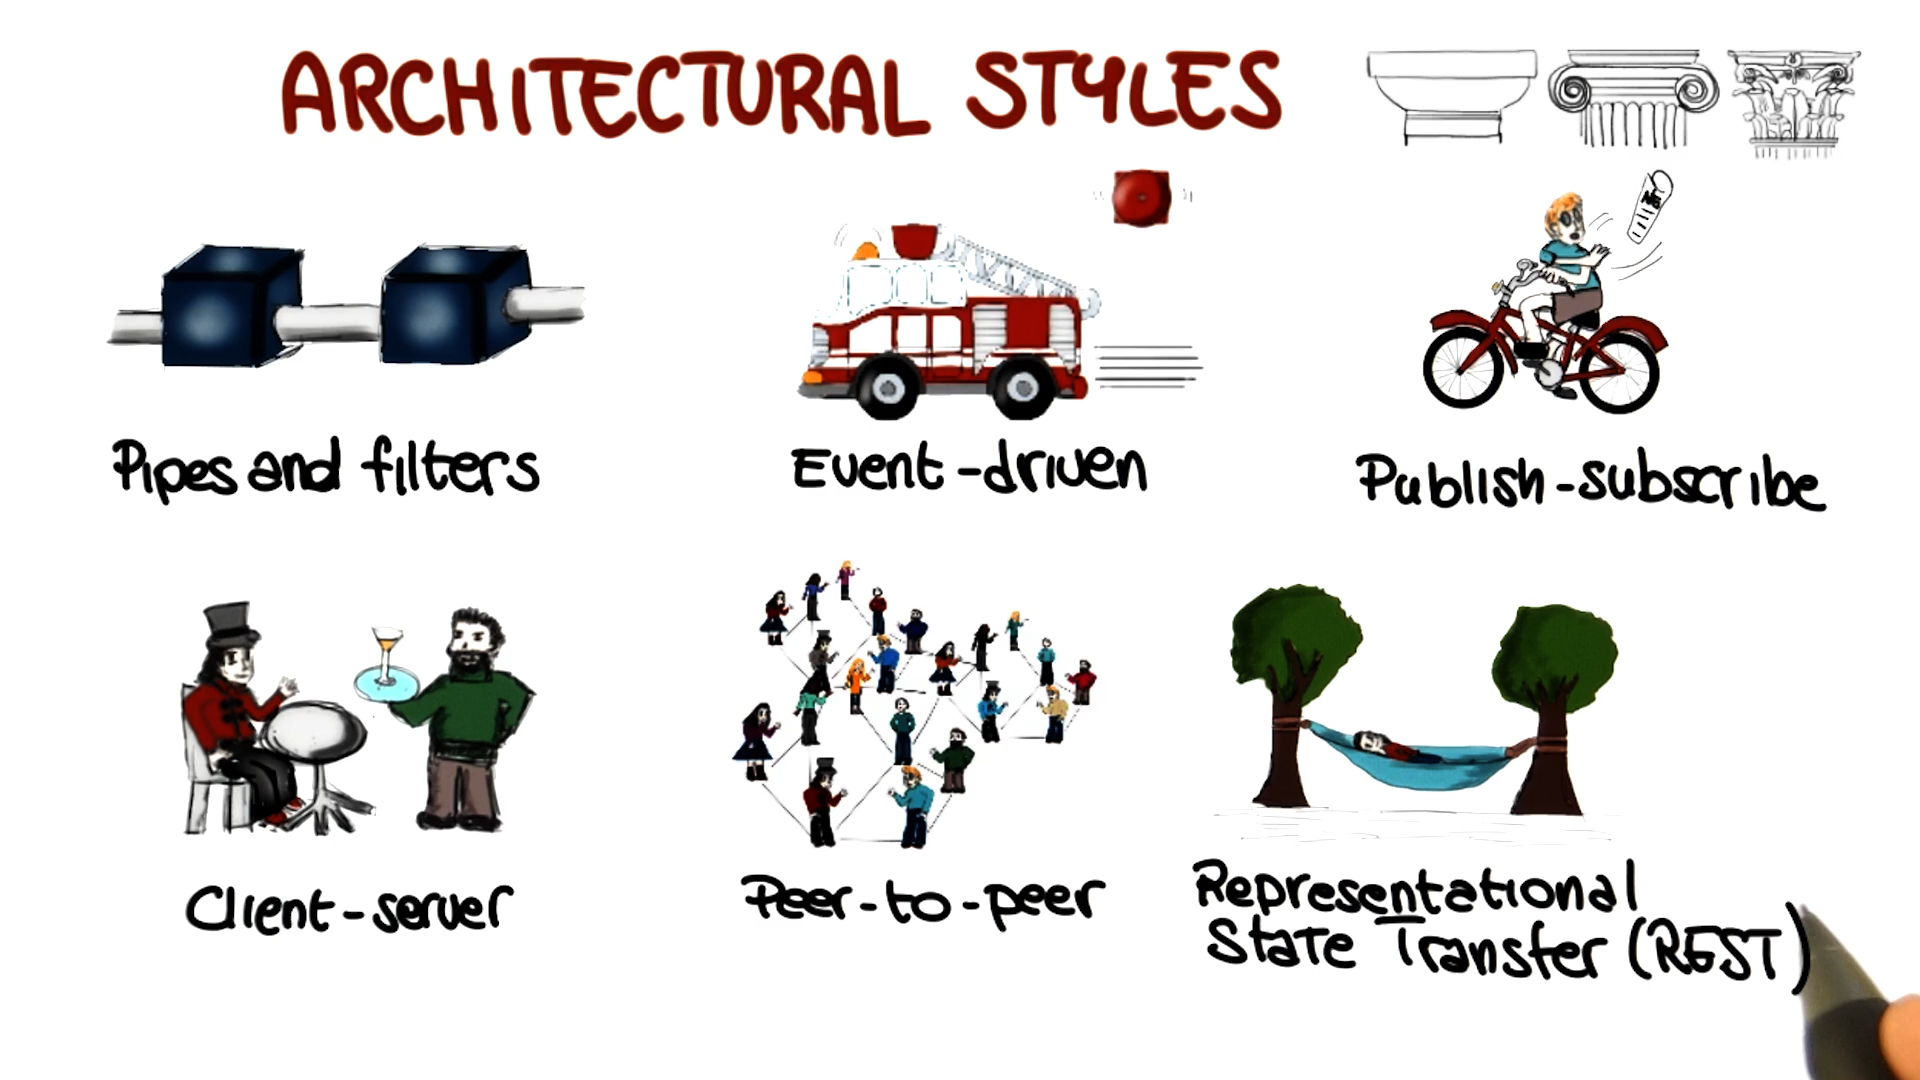 ARCHITECTURAL STYLES
Pipes and filters
Event-driven
Publish-subscribe
Client-server
Peer-to-peer
Representational
State Transfer (REST)